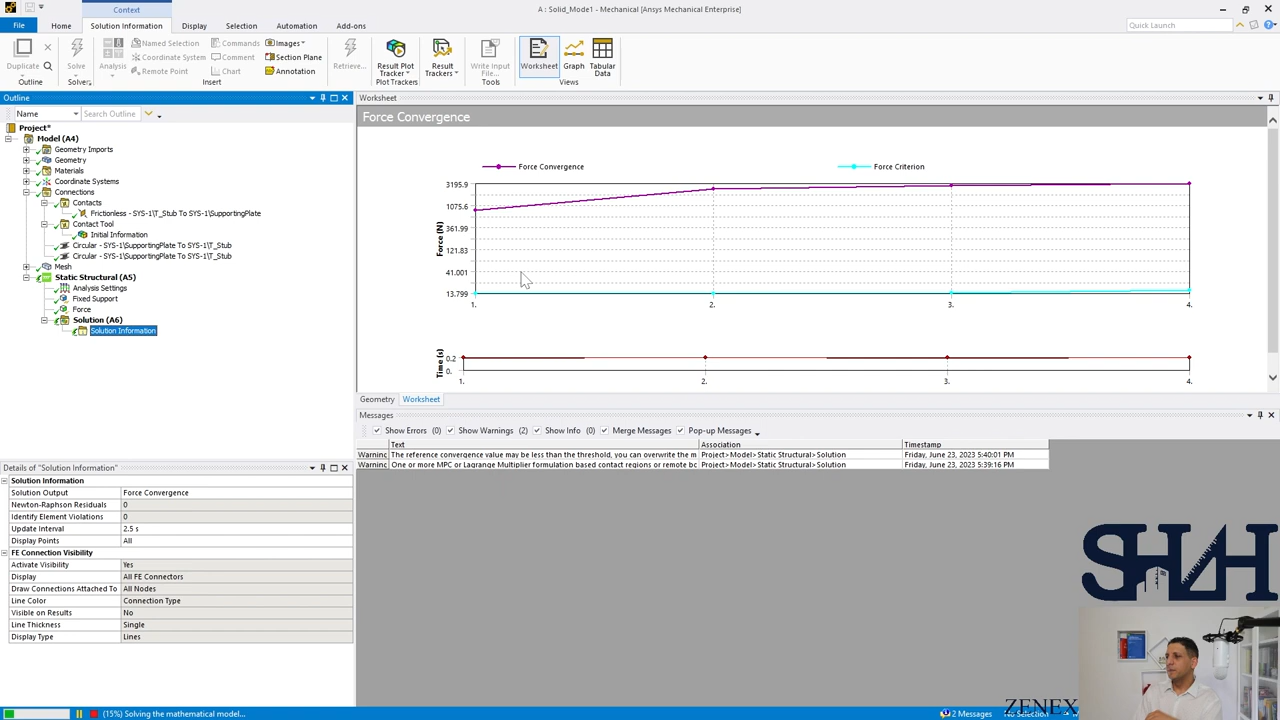 Context
A : Solid_Mode1 - Mechanical [Ansys Mechanical Enterprise]
File Home Solution Information Display Selection Automation Add-ons
Quick Launch
Duplicate Solve Analysis Named Selection Commands Images Retrieve... Result Plot Tracker Result Trackers Write Input File... Worksheet Graph Tabular Data
Coordinate System Comment Section Plane
Remote Point Chart Annotation
Outline Solver Insert Plot Trackers Tools Views
Outline
Name Search Outline
Project*
Model (A4)
Geometry Imports
Geometry
Materials
Coordinate Systems
Connections
Contacts
Frictionless - SYS-1\T_Stub To SYS-1\SupportingPlate
Contact Tool
Initial Information
Circular - SYS-1\SupportingPlate To SYS-1\T_Stub
Circular - SYS-1\SupportingPlate To SYS-1\T_Stub
Mesh
Static Structural (A5)
Analysis Settings
Fixed Support
Force
Solution (A6)
Solution Information
Worksheet
Force Convergence
Force Convergence Force Criterion
Force (N)
3195.9
1075.6
361.99
121.83
41.001
13.799
1. 2. 3. 4.
Time (s)
0.2
0.
1. 2. 3. 4.
Geometry Worksheet
Messages
Show Errors (0) Show Warnings (2) Show Info (0) Merge Messages Pop-up Messages
Text Association Timestamp
Warninc The reference convergence value may be less than the threshold, you can overwrite the m Project>Model>Static Structural>Solution Friday, June 23, 2023 5:40:01 PM
Warninc One or more MPC or Lagrange Multiplier formulation based contact regions or remote bc Project>Model>Static Structural>Solution Friday, June 23, 2023 5:39:16 PM
Details of "Solution Information"
Solution Information
Solution Output Force Convergence
Newton-Raphson Residuals 0
Identify Element Violations 0
Update Interval 2.5 s
Display Points All
FE Connection Visibility
Activate Visibility Yes
Display All FE Connectors
Draw Connections Attached To All Nodes
Line Color Connection Type
Visible on Results No
Line Thickness Single
Display Type Lines
ZENEX
(15%) Solving the mathematical model... 2 Messages No Selection